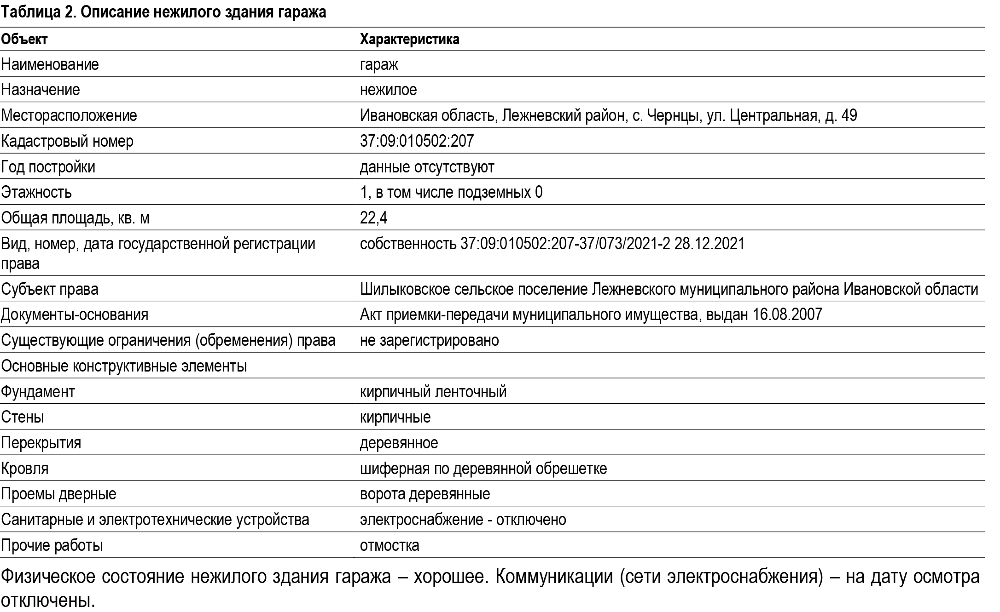 Таблица 2. Описание нежилого здания гаража
Объект Характеристика
Наименование гараж
Назначение нежилое
Месторасположение Ивановская область, Лежневский район, с. Чернцы, ул. Центральная, д. 49
Кадастровый номер 37:09:010502:207
Год постройки данные отсутствуют
Этажность 1, в том числе подземных 0
Общая площадь, кв. м 22,4
Вид, номер, дата государственной регистрации собственность 37:09:010502:207-37/073/2021-2 28.12.2021
права
Субъект права Шилыковское сельское поселение Лежневского муниципального района Ивановской области
Документы-основания Акт приемки-передачи муниципального имущества, выдан 16.08.2007
Существующие ограничения (обременения) права не зарегистрировано
Основные конструктивные элементы
Фундамент кирпичный ленточный
Стены кирпичные
Перекрытия деревянное
Кровля шиферная по деревянной обрешетке
Проемы дверные ворота деревянные
Санитарные и электротехнические устройства электроснабжение - отключено
Прочие работы отмостка
Физическое состояние нежилого здания гаража – хорошее. Коммуникации (сети электроснабжения) – на дату осмотра
отключены.